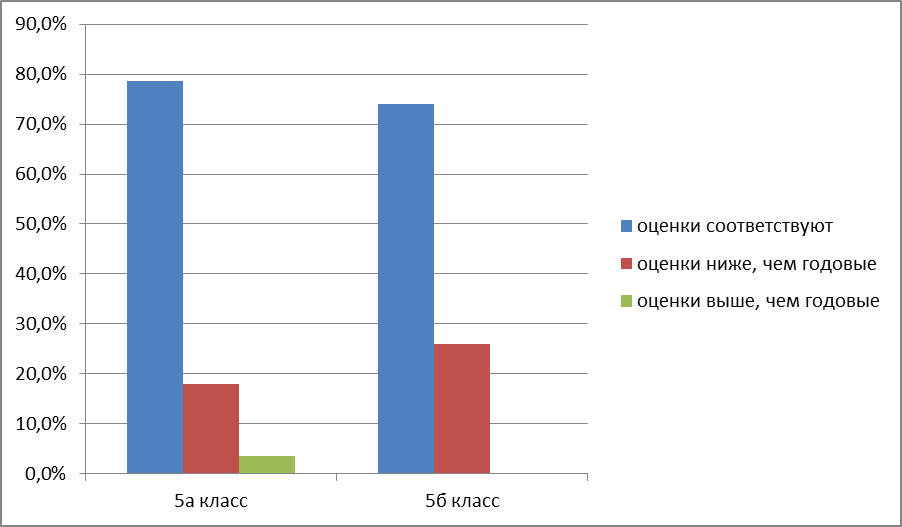 90,0%
80,0%
70,0%
60,0%
50,0%
40,0%
30,0%
20,0%
10,0%
0,0%
5а класс
5б класс
оценки соответствуют
оценки ниже, чем годовые
оценки выше, чем годовые